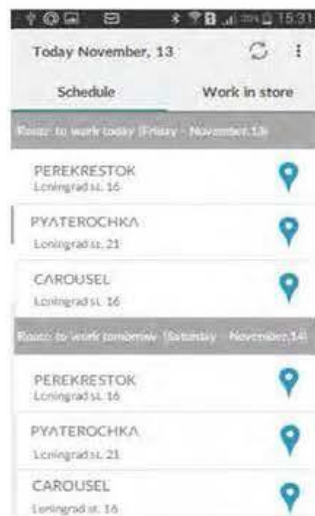 15:31
Today November, 13
Schedule Work in store
Route to work today (Friday - November, 13)
PEREKRESTOK
Leningrad st. 16
PYATEROCHKA
Leningrad st. 21
CAROUSEL
Leningrad st. 16
Route to work tomorrow (Saturday - November, 14)
PEREKRESTOK
Leningrad st. 16
PYATEROCHKA
Leningrad st. 21
CAROUSEL
Leningrad st. 16